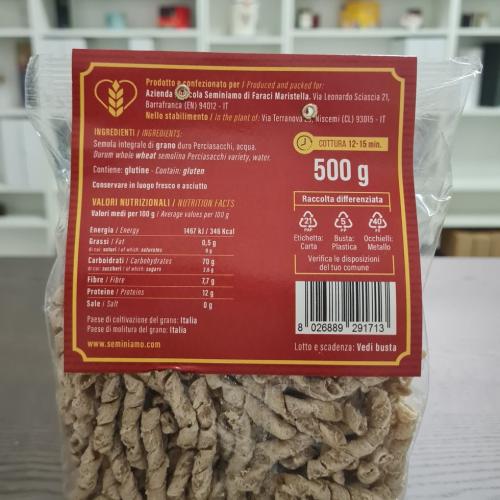 Prodotto e confezionato per / Produced and packed for:
Azienda Agricola Seminiamo di Faraci Maristella. Via Leonardo Sciascia 21,
Barrafranca (EN) 94012 - IT
Nello stabilimento / In the plant of: Via Terranova Niscemi (CL) 93015 - IT
INGREDIENTI / INGREDIENTS:
Semola integrale di grano duro Perciasacchi, acqua.
Durum whole wheat semolina Perciasacchi variety, water.
Contiene: glutine - Contain: gluten
Conservare in luogo fresco e asciutto
VALORI NUTRIZIONALI / NUTRITION FACTS
Valori medi per 100 g / Average values per 100 g
Energia / Energy 1467 kJ / 346 Kcal
Grassi / Fat 0,5 g
di cui: saturi / of which: saturates 0 g
Carboidrati / Carbohydrates 70 g
di cui: zuccheri / of which: sugars
Fibre / Fibre 7,7 g
Proteine / Proteins 12 g
Sale / Salt 0 g
Paese di coltivazione del grano: Italia
Paese di molitura del grano: Italia
www.seminiamo.com
COTTURA 12-15 min.
500 g
Raccolta differenziata
21 5 40
PAP PP
Etichetta: Busta: Occhielli:
Carta Plastica Metallo
Verifica le disposizioni
del tuo comune
8 026889 291713
Lotto e scadenza: Vedi busta